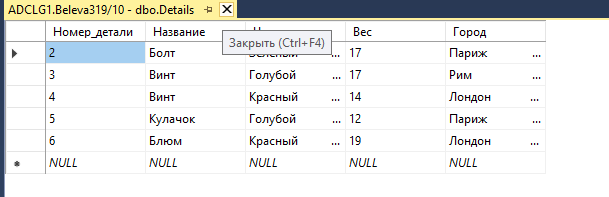 ADCLG1.Beleva319/10 - dbo.Details
Номер_детали Название Вес Город
Закрыть (Ctrl+F4)
2 Болт ... 17 Париж ...
3 Винт Голубой ... 17 Рим ...
4 Винт Красный ... 14 Лондон ...
5 Кулачок Голубой ... 12 Париж ...
6 Блюм Красный ... 19 Лондон ...
NULL NULL NULL NULL NULL